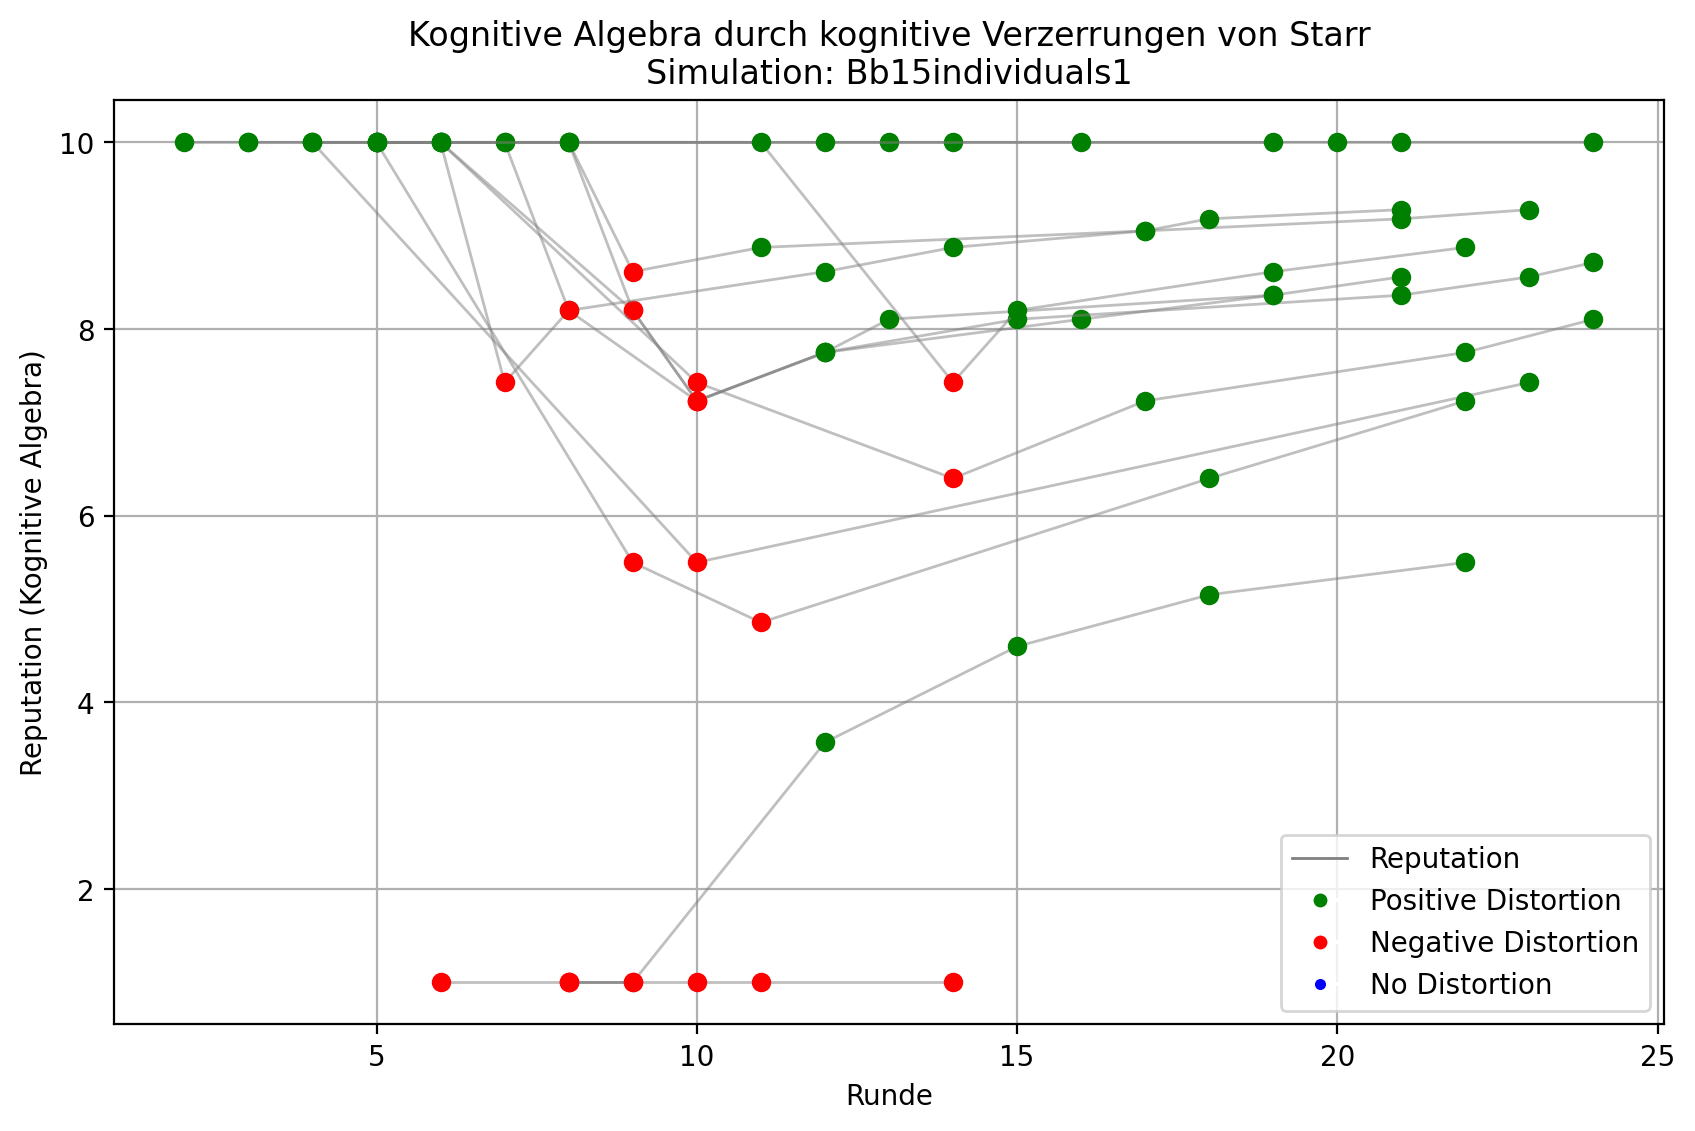 Kognitive Algebra durch kognitive Verzerrungen von Starr
Simulation: Bb15individuals1
Reputation (Kognitive Algebra)
10
8
6
4
2
5
10
15
20
25
Runde
Reputation
Positive Distortion
Negative Distortion
No Distortion